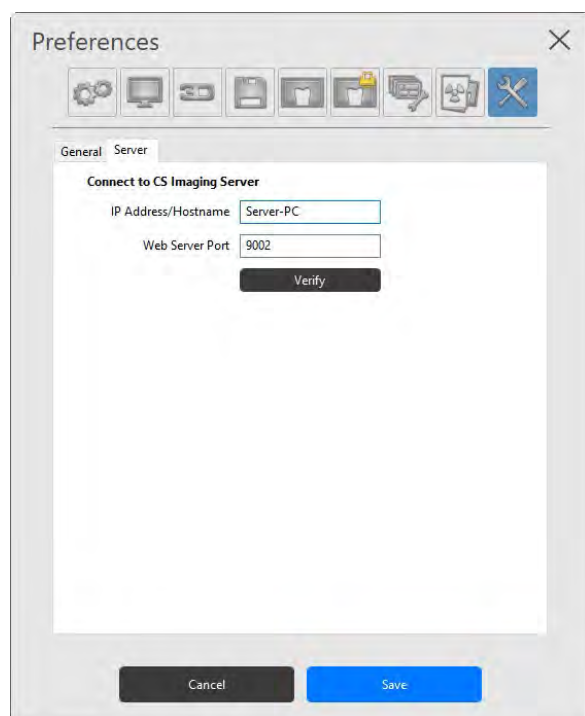 Preferences
General Server
Connect to CS Imaging Server
IP Address/Hostname Server-PC
Web Server Port 9002
Verify
Cancel Save